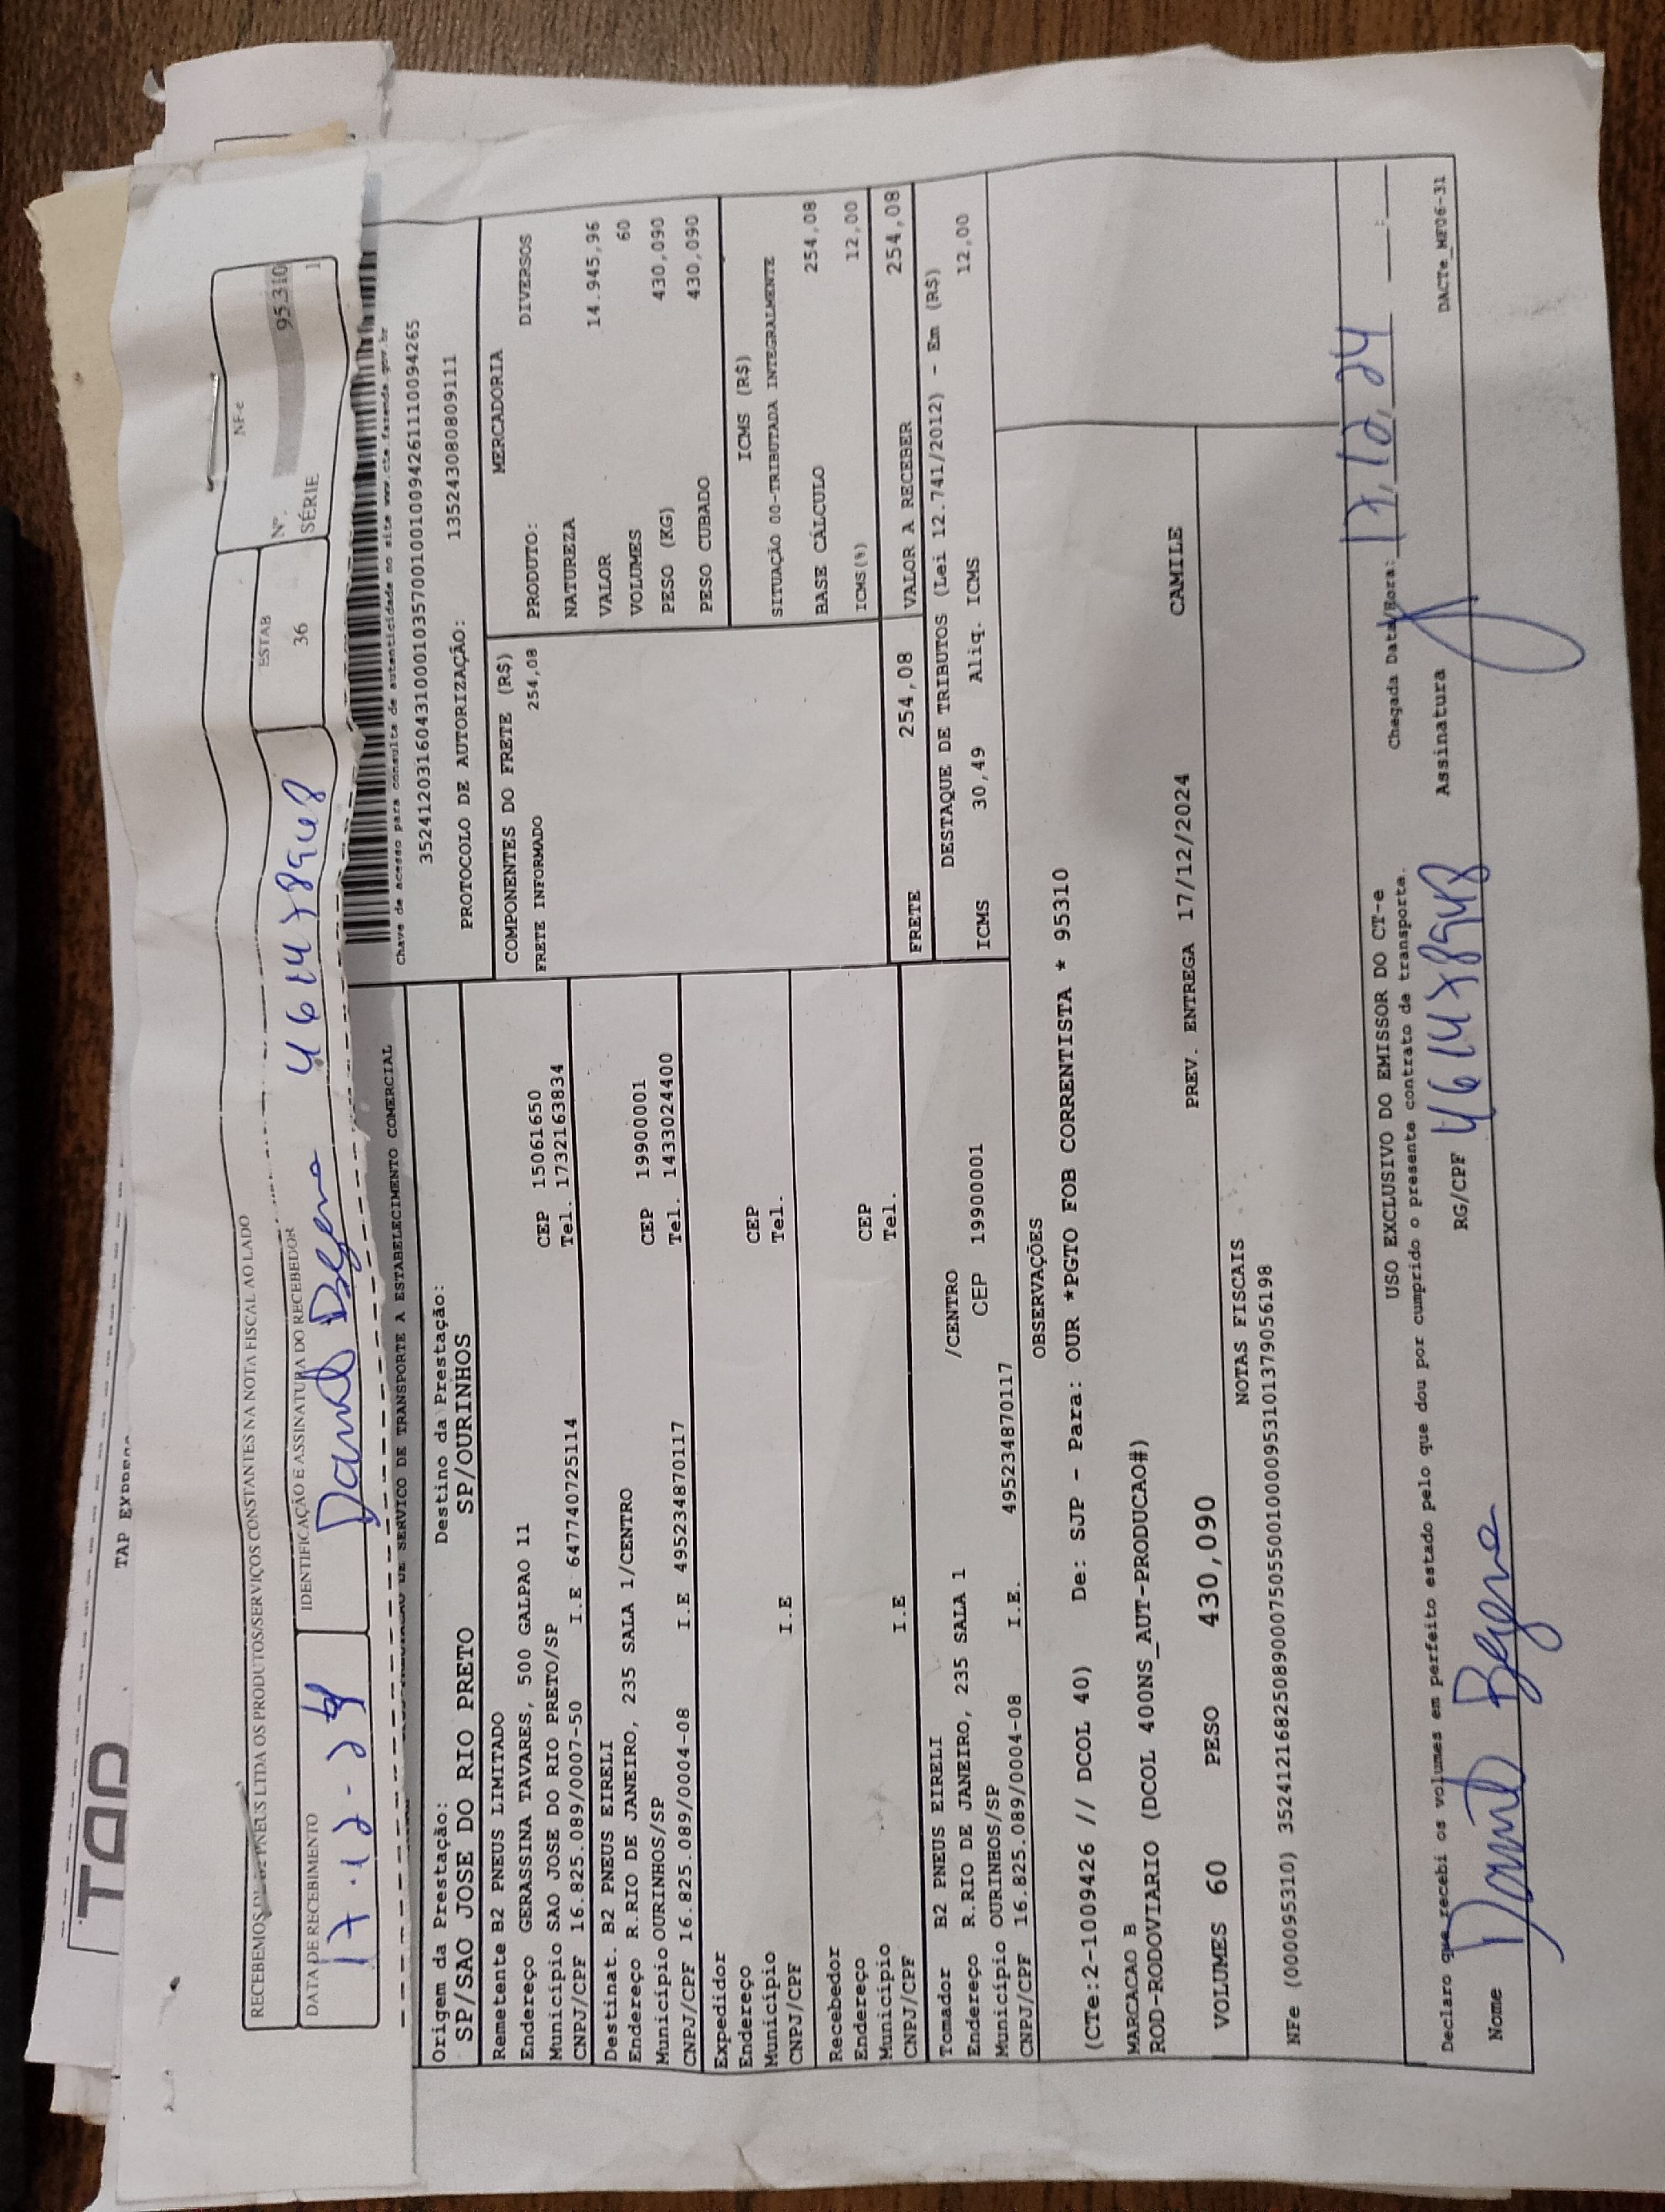 TAP
TAP
NF-e
RECEBEMOS DE B2 PNEUS LTDA OS PRODUTOS/SERVIÇOS CONSTANTES NA NOTA FISCAL AO LADO
ESTAB
36
Nº. 95.310
SÉRIE 1
DATA DE RECEBIMENTO
17.12-24
IDENTIFICAÇÃO E ASSINATURA DO RECEBEDOR
DE SERVIÇO DE TRANSPORTE A ESTABELECIMENTO COMERCIAL
Chave de acesso para consulta de autenticidade no site www.cte.fazenda.gov.br
35241203160431000103570010010094261110094265
PROTOCOLO DE AUTORIZAÇÃO: 135243080809111
Origem da Prestação: Destino da Prestação:
SP/SAO JOSE DO RIO PRETO SP/OURINHOS
Remetente B2 PNEUS LIMITADO
Endereço GERASSINA TAVARES, 500 GALPAO 11 CEP 15061650
Município SAO JOSE DO RIO PRETO/SP Tel. 1732163834
CNPJ/CPF 16.825.089/0007-50 I.E 647740725114
Destinat. B2 PNEUS EIRELI
Endereço R.RIO DE JANEIRO, 235 SALA 1/CENTRO CEP 19900001
Município OURINHOS/SP Tel. 1433024400
CNPJ/CPF 16.825.089/0004-08 I.E 495234870117
Expedidor
Endereço CEP
Município Tel.
CNPJ/CPF I.E
Recebedor
Endereço CEP
Município Tel.
CNPJ/CPF I.E
Tomador B2 PNEUS EIRELI /CENTRO
Endereço R.RIO DE JANEIRO, 235 SALA 1 CEP 19900001
Município OURINHOS/SP
CNPJ/CPF 16.825.089/0004-08 I.E. 495234870117
COMPONENTES DO FRETE (R$)
FRETE INFORMADO 254,08
FRETE 254,08
MERCADORIA
PRODUTO: DIVERSOS
NATUREZA
VALOR 14.945,96
VOLUMES 60
PESO (KG) 430,090
PESO CUBADO 430,090
ICMS (R$)
SITUAÇÃO 00-TRIBUTADA INTEGRALMENTE
BASE CÁLCULO 254,08
ICMS(%) 12,00
VALOR A RECEBER 254,08
DESTAQUE DE TRIBUTOS (Lei 12.741/2012) - Em (R$)
ICMS 30,49 Aliq. ICMS 12,00
OBSERVAÇÕES
(CTe:2-1009426 // DCOL 40) De: SJP - Para: OUR *PGTO FOB CORRENTISTA * 95310
MARCACAO B
ROD-RODOVIARIO (DCOL 400NS_AUT-PRODUCAO#)
PREV. ENTREGA 17/12/2024 CAMILE
VOLUMES 60 PESO 430,090
NOTAS FISCAIS
NFe (000095310) 35241216825089000750550010000953101379056198
USO EXCLUSIVO DO EMISSOR DO CT-e
Declaro que recebi os volumes em perfeito estado pelo que dou por cumprido o presente contrato de transporte.
Chegada Data/Hora: 17,12,24
Nome
RG/CPF
Assinatura
DACTe_MF06-31